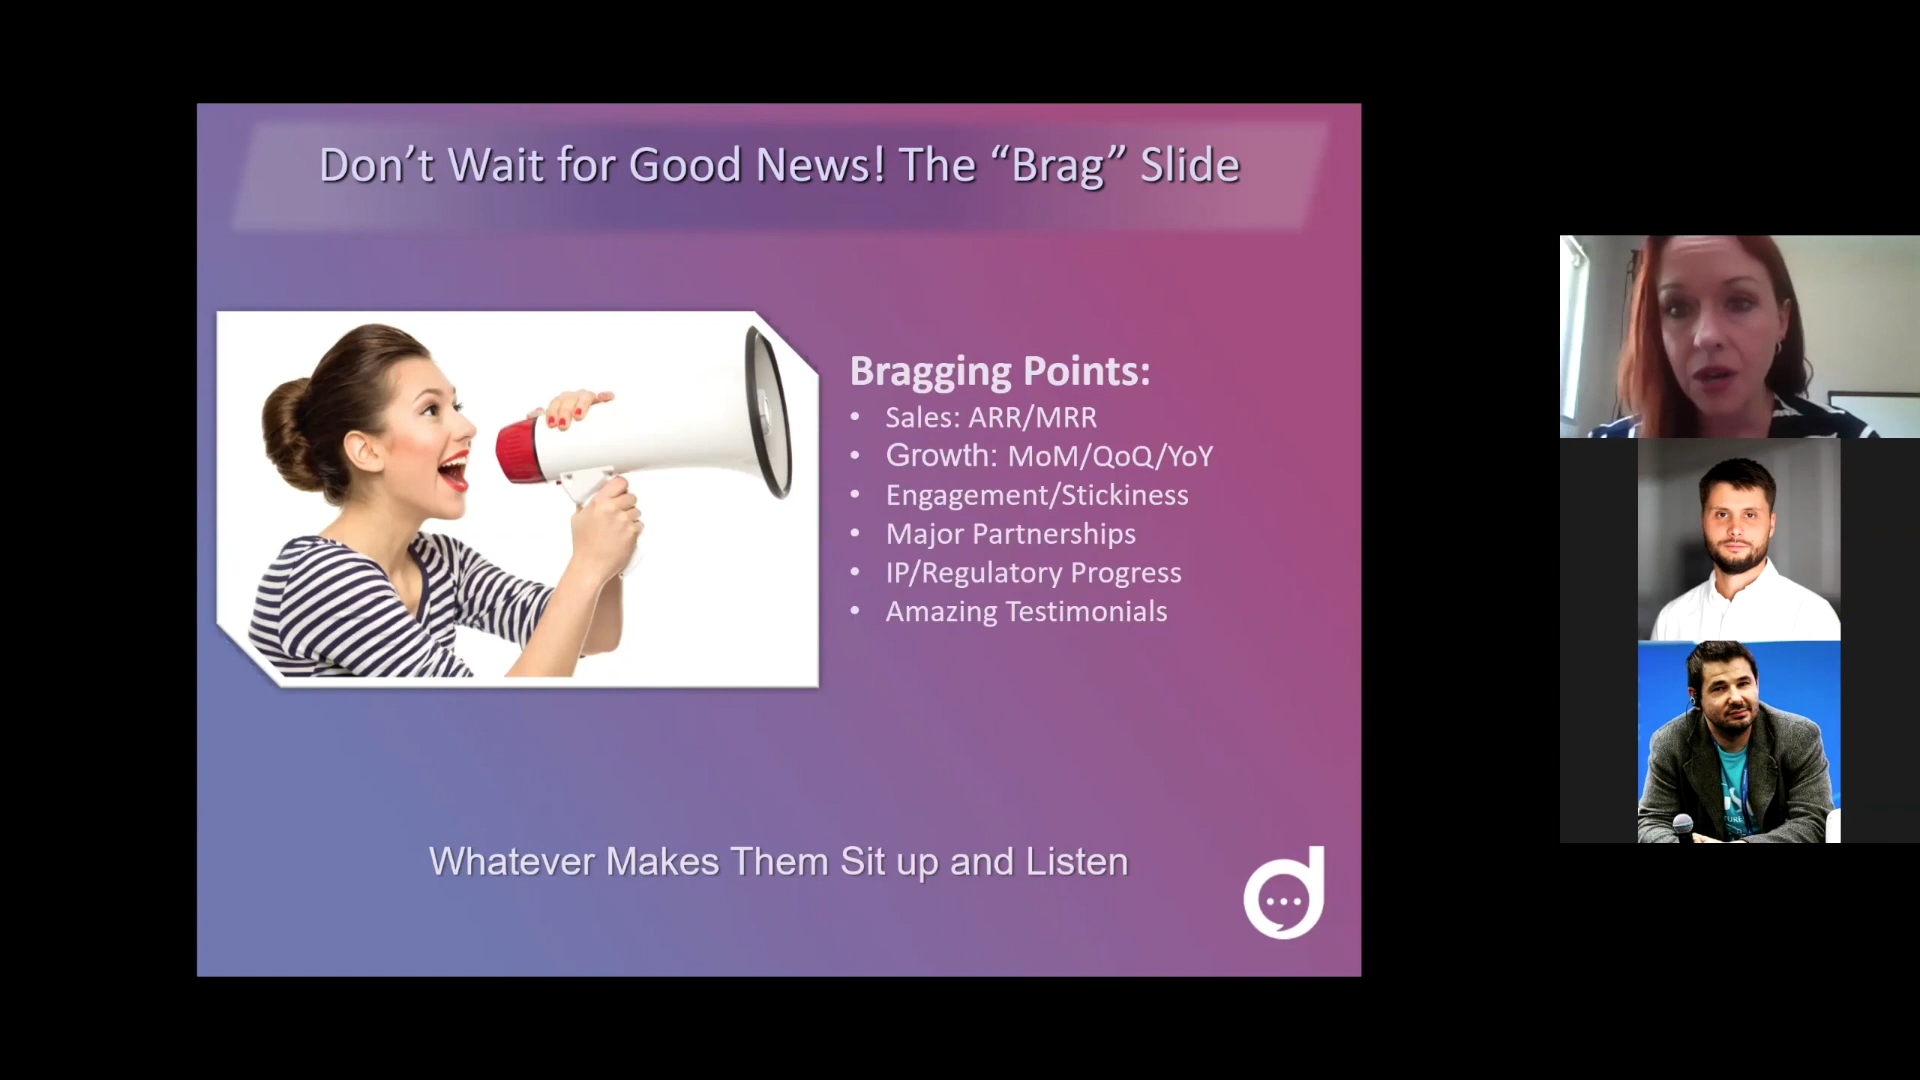 Don’t Wait for Good News! The “Brag” Slide
Bragging Points:
• Sales: ARR/MRR
• Growth: MoM/QoQ/YoY
• Engagement/Stickiness
• Major Partnerships
• IP/Regulatory Progress
• Amazing Testimonials
Whatever Makes Them Sit up and Listen